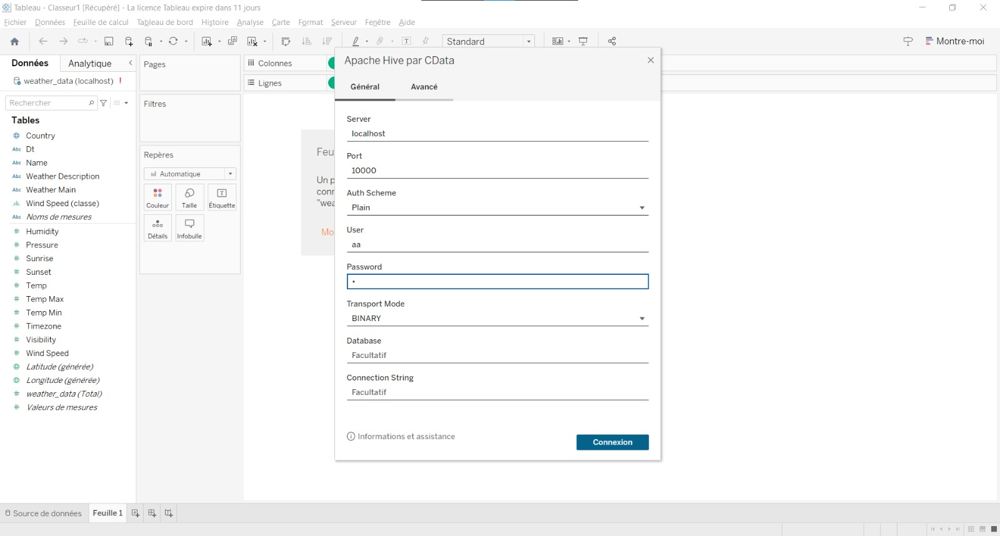 Tableau - Classeur1 [Récupéré] - La licence Tableau expire dans 11 jours
Fichier Données Feuille de calcul Tableau de bord Histoire Analyse Carte Format Serveur Fenêtre Aide
Standard
Montre-moi
Données
Analytique
weather_data (localhost) !
Rechercher
Tables
Country
Abc Dt
Abc Name
Abc Weather Description
Abc Weather Main
Wind Speed (classe)
Abc Noms de mesures
# Humidity
# Pressure
# Sunrise
# Sunset
# Temp
# Temp Max
# Temp Min
# Timezone
# Visibility
# Wind Speed
Latitude (générée)
Longitude (générée)
# weather_data (Total)
# Valeurs de mesures
Pages
Filtres
Repères
Automatique
Couleur
Taille
Étiquette
Détails
Infobulle
Colonnes
Lignes
Feu
Un p
conr
"wea
Mo
Apache Hive par CData
Général
Avancé
Server
localhost
Port
10000
Auth Scheme
Plain
User
aa
Password
•
Transport Mode
BINARY
Database
Facultatif
Connection String
Facultatif
Informations et assistance
Connexion
Source de données
Feuille 1